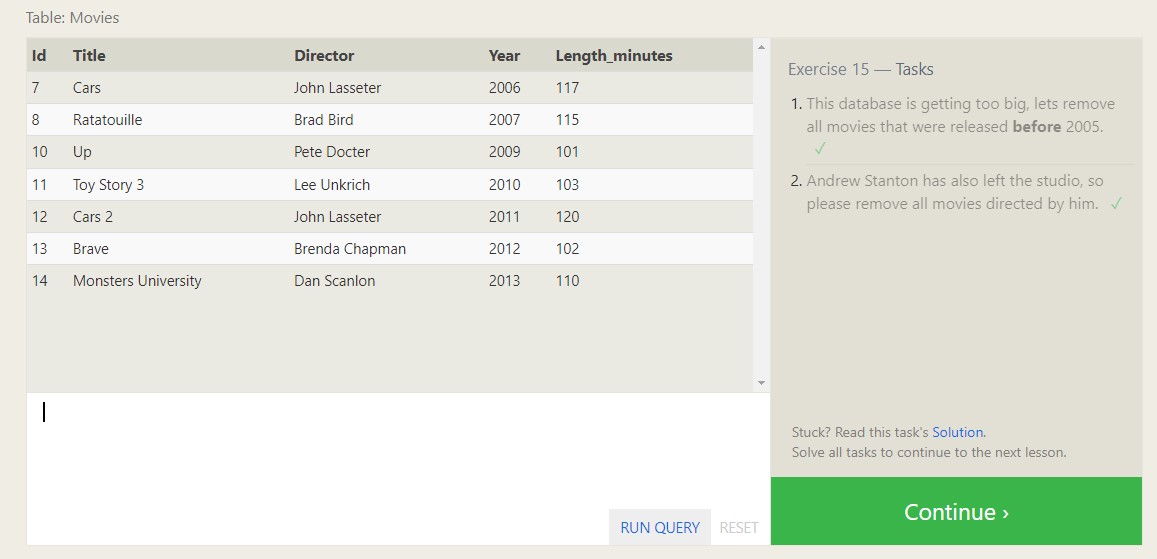 Table: Movies
Id Title Director Year Length_minutes
7 Cars John Lasseter 2006 117
8 Ratatouille Brad Bird 2007 115
10 Up Pete Docter 2009 101
11 Toy Story 3 Lee Unkrich 2010 103
12 Cars 2 John Lasseter 2011 120
13 Brave Brenda Chapman 2012 102
14 Monsters University Dan Scanlon 2013 110
RUN QUERY RESET
Exercise 15 — Tasks
1. This database is getting too big, lets remove
all movies that were released before 2005.
✓
2. Andrew Stanton has also left the studio, so
please remove all movies directed by him. ✓
Stuck? Read this task's Solution.
Solve all tasks to continue to the next lesson.
Continue ›